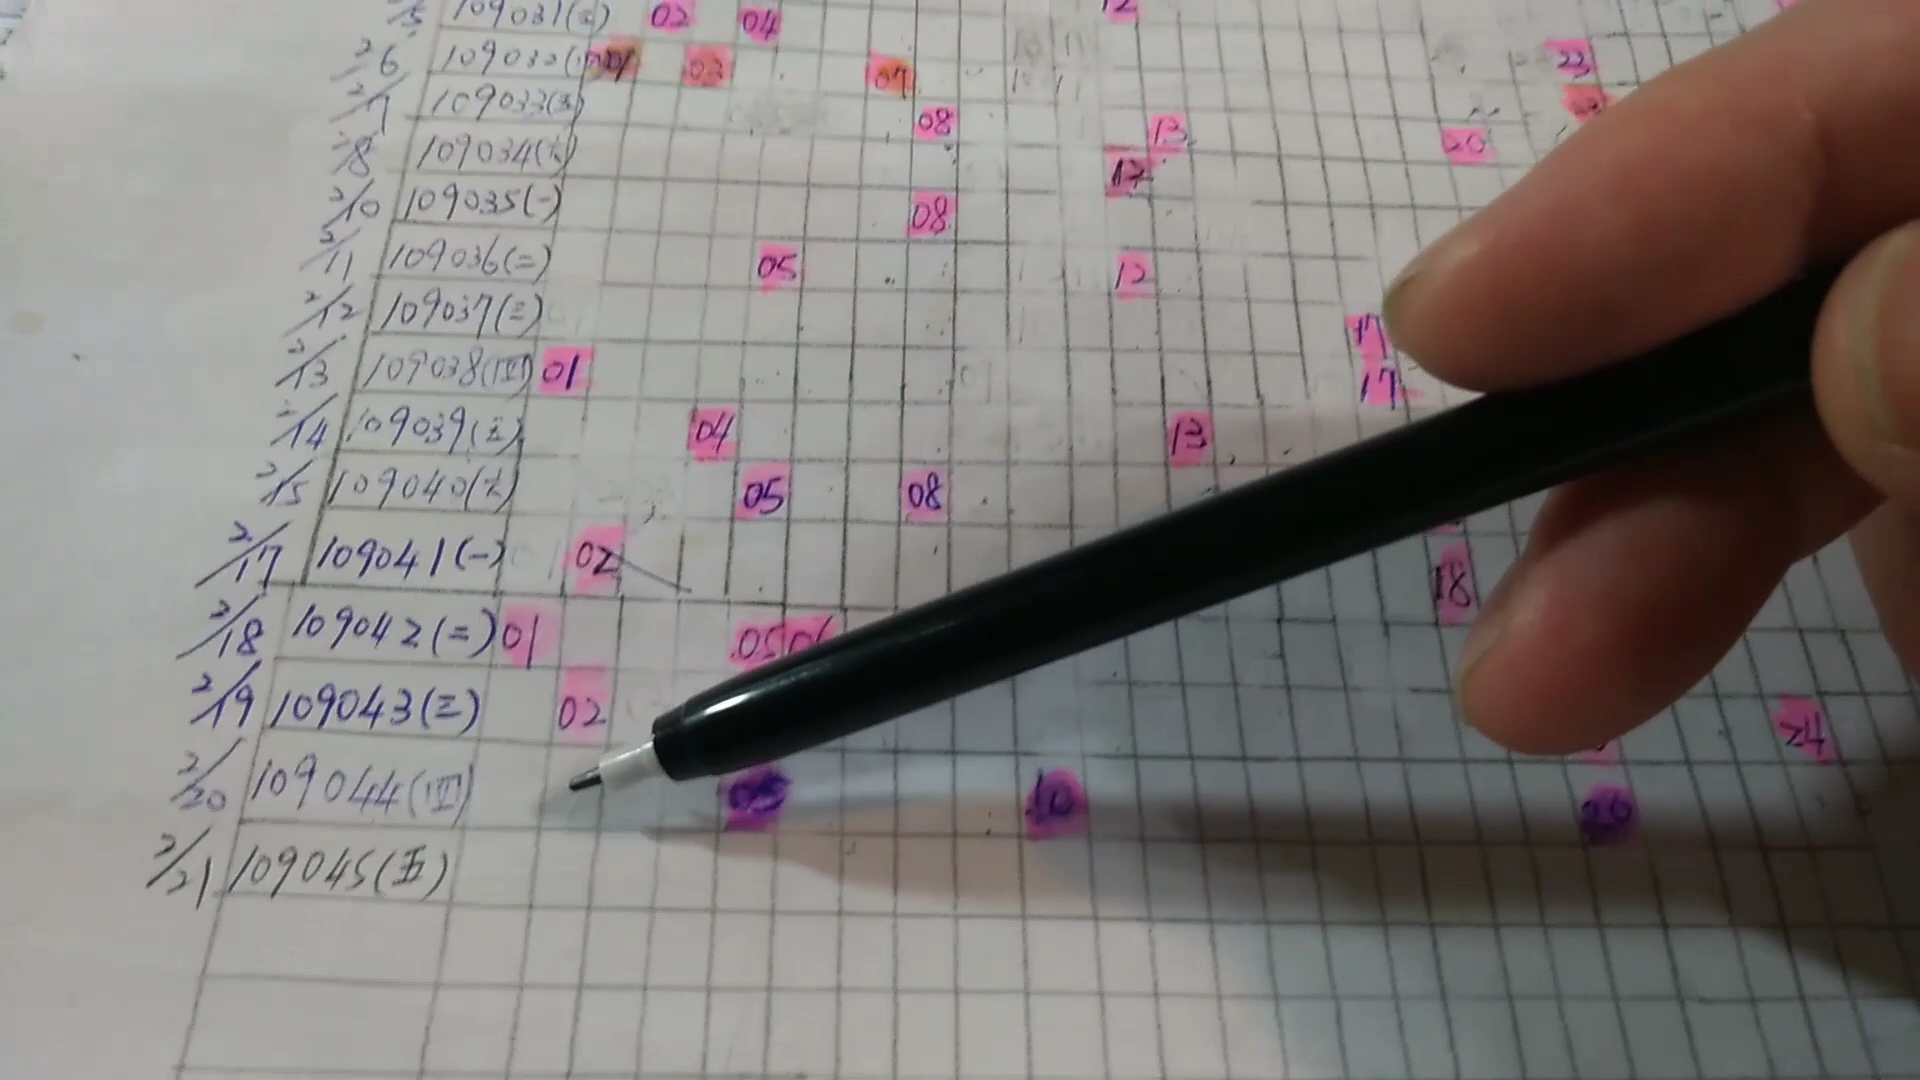 109031(三) 02 04 12
2/6 109032 01 03 07 23
2/7 109033(五) 08 13 20
2/8 109034(六) 12
2/10 109035(一) 08
2/11 109036(二) 05 12
2/12 109037(三) 17
2/13 109038(四) 01 17
2/14 109039(五) 04 13
2/15 109040(六) 05 08
2/17 109041(一) 02 18
2/18 109042(二) 01 05 06
2/19 109043(三) 02 24
2/20 109044(四) 05 10 20
2/21 109045(五)